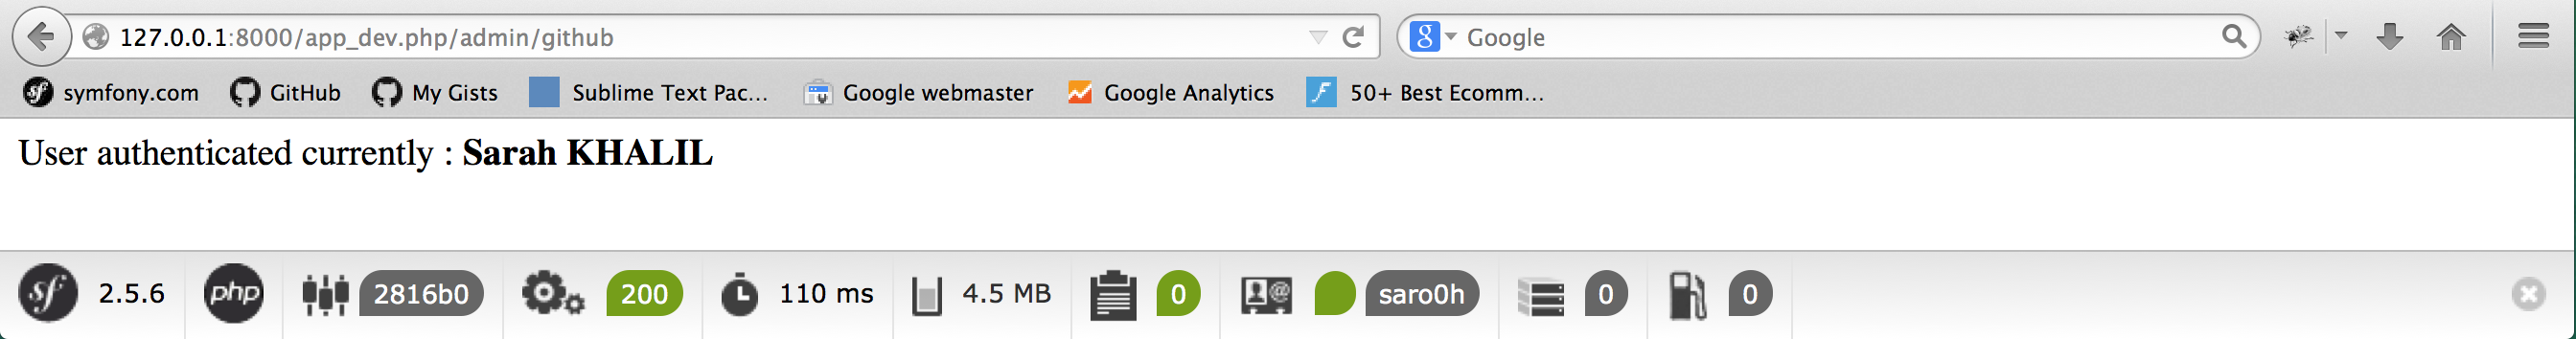 127.0.0.1:8000/app_dev.php/admin/github g Google
sf symfony.com GitHub My Gists Sublime Text Pac... Google webmaster Google Analytics F 50+ Best Ecomm...
User authenticated currently : Sarah KHALIL
sf 2.5.6 php 2816b0 200 110 ms 4.5 MB 0 @ saro0h 0 0